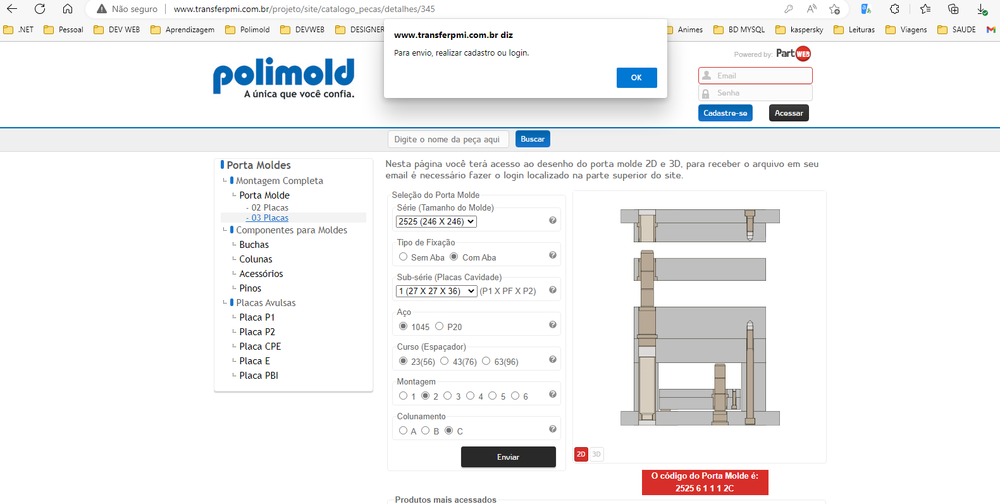 Não seguro
www.transferpmi.com.br/projeto/site/catalogo_pecas/detalhes/345
.NET
Pessoal
DEV WEB
Aprendizagem
Polimold
DEVWEB
DESIGNER
Animes
BD MYSQL
kaspersky
Leituras
Viagens
SAUDE
www.transferpmi.com.br diz
Para envio, realizar cadastro ou login.
OK
polimold
A única que você confia.
Powered by: PartWEB
Email
Senha
Cadastre-se
Acessar
Digite o nome da peça aqui
Buscar
Porta Moldes
Montagem Completa
Porta Molde
- 02 Placas
- 03 Placas
Componentes para Moldes
Buchas
Colunas
Acessórios
Pinos
Placas Avulsas
Placa P1
Placa P2
Placa CPE
Placa E
Placa PBI
Nesta página você terá acesso ao desenho do porta molde 2D e 3D, para receber o arquivo em seu
email é necessário fazer o login localizado na parte superior do site.
Seleção do Porta Molde
Série (Tamanho do Molde)
2525 (246 X 246)
?
Tipo de Fixação
Sem Aba
Com Aba
?
Sub-série (Placas Cavidade)
1 (27 X 27 X 36)
(P1 X PF X P2)
?
Aço
1045
P20
?
Curso (Espaçador)
23(56)
43(76)
63(96)
?
Montagem
1
2
3
4
5
6
?
Colunamento
A
B
C
?
Enviar
2D
3D
O código do Porta Molde é:
2525 6 1 1 1 2C
Produtos mais acessados